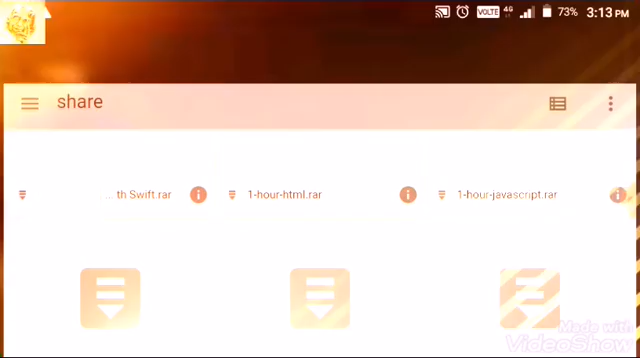 VOLTE 4G 73% 3:13 PM
share
... th Swift.rar 1-hour-html.rar 1-hour-javascript.rar
Made with
VideoShow